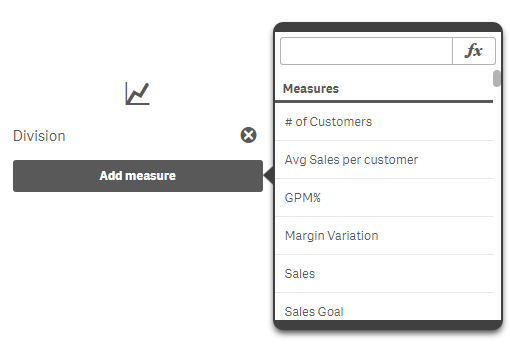 Division
Add measure
fx
Measures
# of Customers
Avg Sales per customer
GPM%
Margin Variation
Sales
Sales Goal